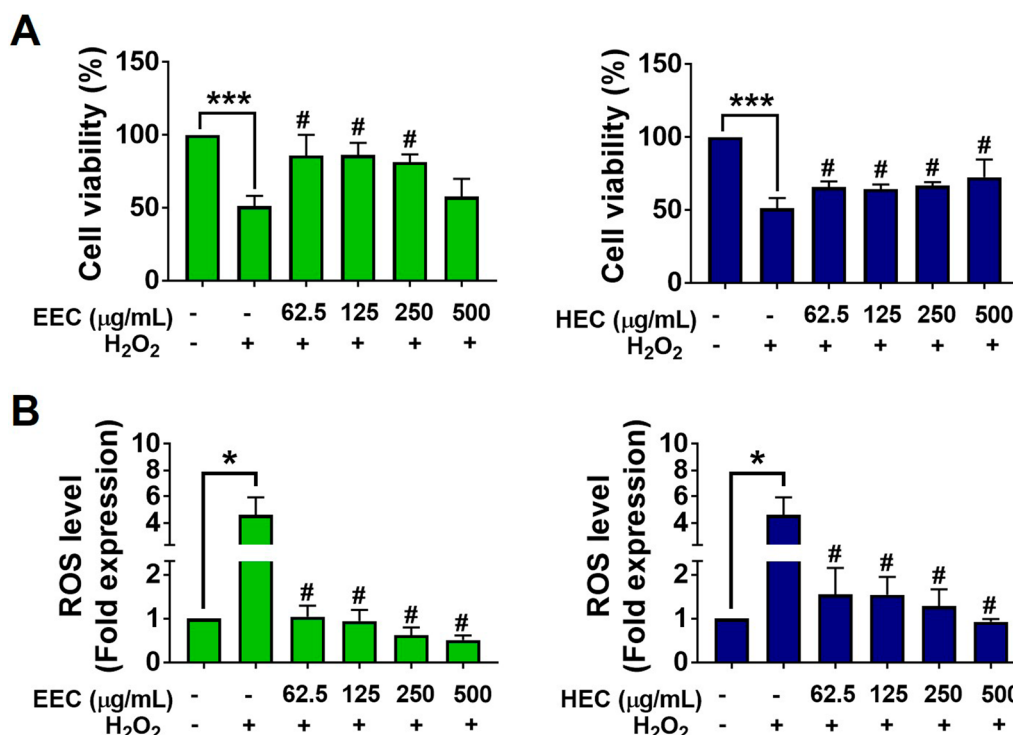 A
Cell viability (%)
150
100
50
0
***
# # #
EEC (μg/mL) - - 62.5 125 250 500
H₂O₂ - + + + + +
Cell viability (%)
150
100
50
0
***
# # # #
HEC (μg/mL) - - 62.5 125 250 500
H₂O₂ - + + + + +
B
ROS level
(Fold expression)
10
8
6
4
2
1
0
*
# # # #
EEC (μg/mL) - - 62.5 125 250 500
H₂O₂ - + + + + +
ROS level
(Fold expression)
10
8
6
4
2
1
0
*
# # # #
HEC (μg/mL) - - 62.5 125 250 500
H₂O₂ - + + + + +